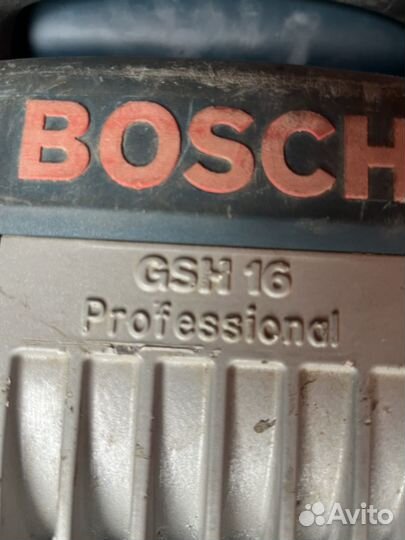 BOSCH
GSH 16
Professional
Avito